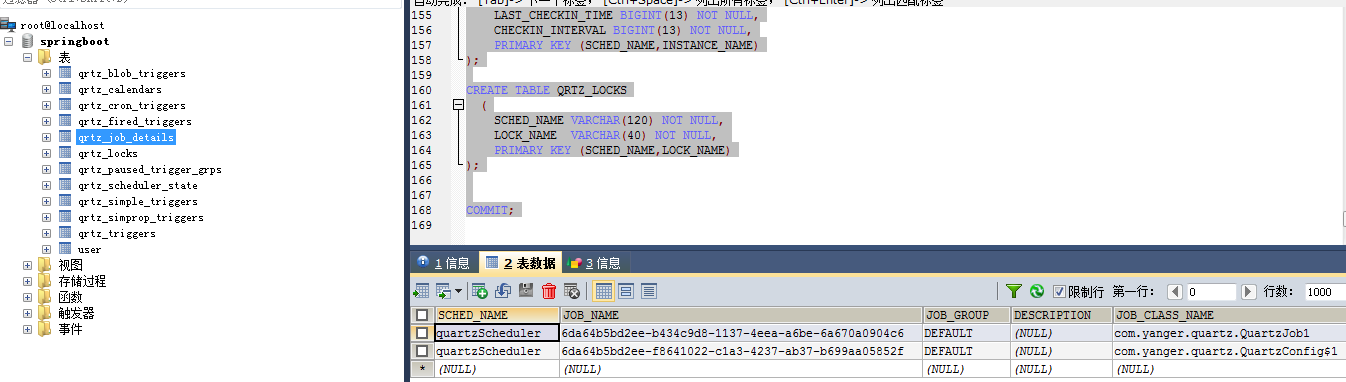 自动完成: [Tab]-> 下一个标签, [Ctrl+Space]-> 列出所有标签, [Ctrl+Enter]-> 列出匹配标签
root@localhost
springboot
表
qrtz_blob_triggers
qrtz_calendars
qrtz_cron_triggers
qrtz_fired_triggers
qrtz_job_details
qrtz_locks
qrtz_paused_trigger_grps
qrtz_scheduler_state
qrtz_simple_triggers
qrtz_simprop_triggers
qrtz_triggers
user
视图
存储过程
函数
触发器
事件
155 LAST_CHECKIN_TIME BIGINT(13) NOT NULL,
156 CHECKIN_INTERVAL BIGINT(13) NOT NULL,
157 PRIMARY KEY (SCHED_NAME,INSTANCE_NAME)
158 );
159
160 CREATE TABLE QRTZ_LOCKS
161 (
162 SCHED_NAME VARCHAR(120) NOT NULL,
163 LOCK_NAME  VARCHAR(40) NOT NULL,
164 PRIMARY KEY (SCHED_NAME,LOCK_NAME)
165 );
166
167
168 COMMIT;
169
1 信息 2 表数据 3 信息
限制行 第一行: 0 行数: 1000
SCHED_NAME JOB_NAME JOB_GROUP DESCRIPTION JOB_CLASS_NAME
quartzScheduler 6da64b5bd2ee-b434c9d8-1137-4eea-a6be-6a670a0904c6 DEFAULT (NULL) com.yanger.quartz.QuartzJob1
quartzScheduler 6da64b5bd2ee-f8641022-c1a3-4237-ab37-b699aa05852f DEFAULT (NULL) com.yanger.quartz.QuartzConfig$1
* (NULL) (NULL) (NULL) (NULL) (NULL)